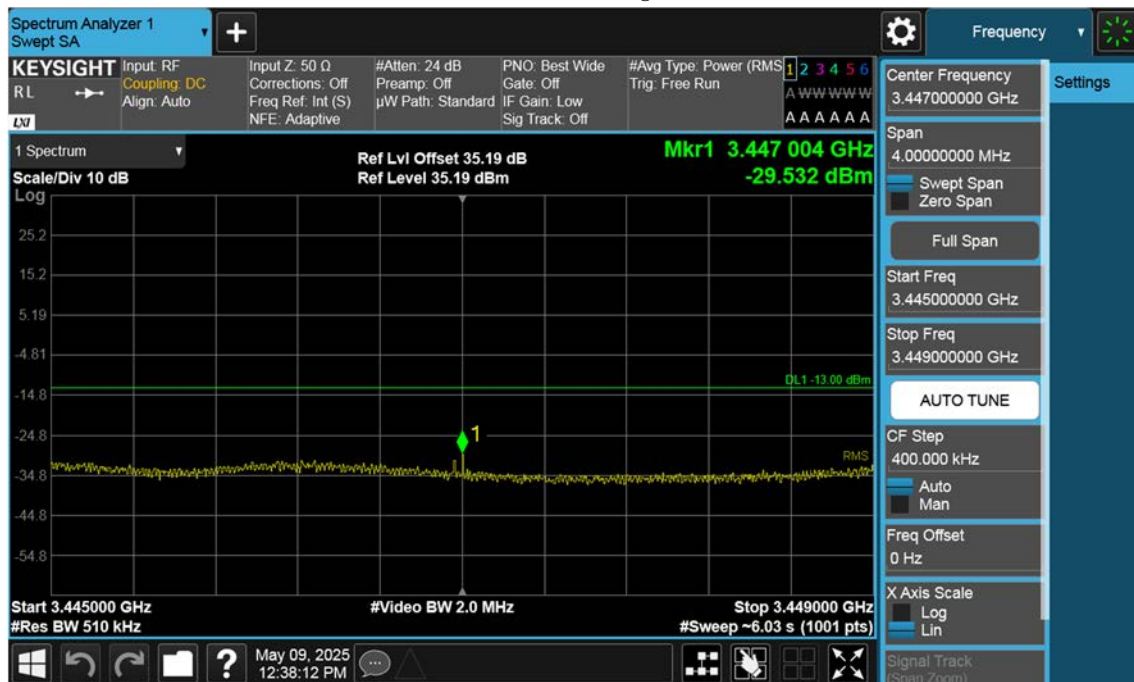 Spectrum Analyzer 1
Swept SA
Frequency
KEYSIGHT
RL
LXI
Input: RF
Coupling: DC
Align: Auto
Input Z: 50 Ω
Corrections: Off
Freq Ref: Int (S)
NFE: Adaptive
#Atten: 24 dB
Preamp: Off
µW Path: Standard
PNO: Best Wide
Gate: Off
IF Gain: Low
Sig Track: Off
#Avg Type: Power (RMS
Trig: Free Run
1 2 3 4 5 6
A W W W W W
A A A A A A
1 Spectrum
Scale/Div 10 dB
Log
Ref Lvl Offset 35.19 dB
Ref Level 35.19 dBm
Mkr1 3.447 004 GHz
-29.532 dBm
25.2
15.2
5.19
-4.81
DL1 -13.00 dBm
-14.8
-24.8
1
RMS
-34.8
-44.8
-54.8
Start 3.445000 GHz
#Res BW 510 kHz
#Video BW 2.0 MHz
Stop 3.449000 GHz
#Sweep ~6.03 s (1001 pts)
?
May 09, 2025
12:38:12 PM
Center Frequency
3.447000000 GHz
Span
4.00000000 MHz
Swept Span
Zero Span
Full Span
Start Freq
3.445000000 GHz
Stop Freq
3.449000000 GHz
AUTO TUNE
CF Step
400.000 kHz
Auto
Man
Freq Offset
0 Hz
X Axis Scale
Log
Lin
Signal Track
(Span Zoom)
Settings